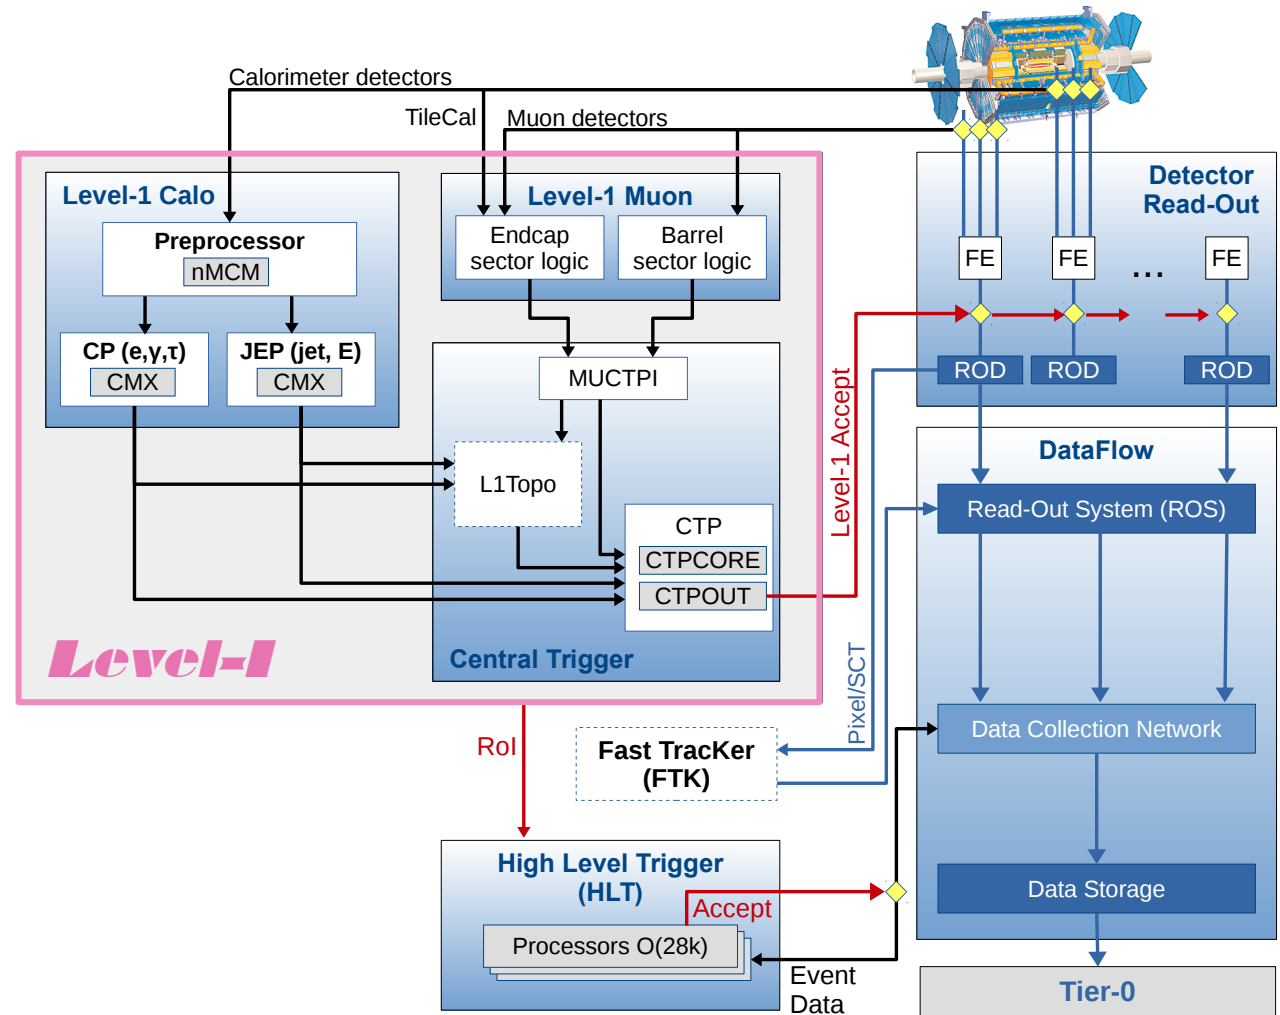 Calorimeter detectors
TileCal
Muon detectors
Level-1 Calo
Preprocessor
nMCM
CP (e,γ,τ)
CMX
JEP (jet, E)
CMX
Level-1 Muon
Endcap
sector logic
Barrel
sector logic
MUCTPI
L1Topo
CTP
CTPCORE
CTPOUT
Central Trigger
Level-1
Level-1 Accept
Detector
Read-Out
FE
FE
...
FE
ROD
ROD
ROD
DataFlow
Read-Out System (ROS)
Data Collection Network
Data Storage
Tier-0
Pixel/SCT
RoI
Fast TracKer
(FTK)
High Level Trigger
(HLT)
Accept
Processors O(28k)
Event
Data